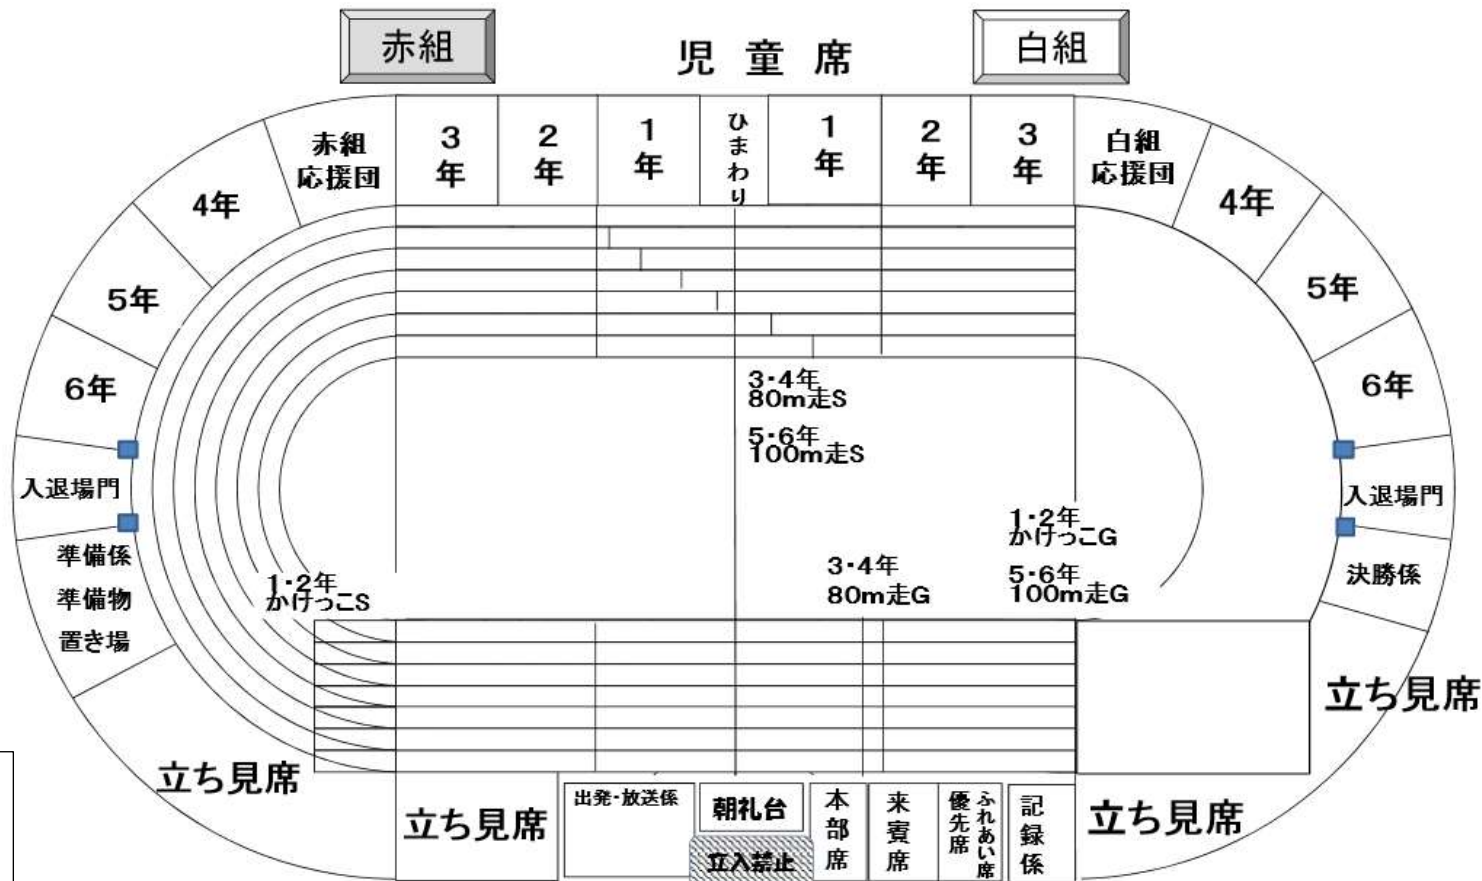 赤組
児童席
白組
赤組
応援団
3年
2年
1年
ひまわり
1年
2年
3年
白組
応援団
4年
4年
5年
5年
6年
6年
3・4年
80m走S
5・6年
100m走S
入退場門
入退場門
1・2年
かけっこG
準備係
準備物
置き場
1・2年
かけっこS
3・4年
80m走G
5・6年
100m走G
決勝係
立ち見席
立ち見席
立ち見席
出発・放送係
朝礼台
立入禁止
本部席
来賓席
ふれあい席
優先席
記録係
立ち見席